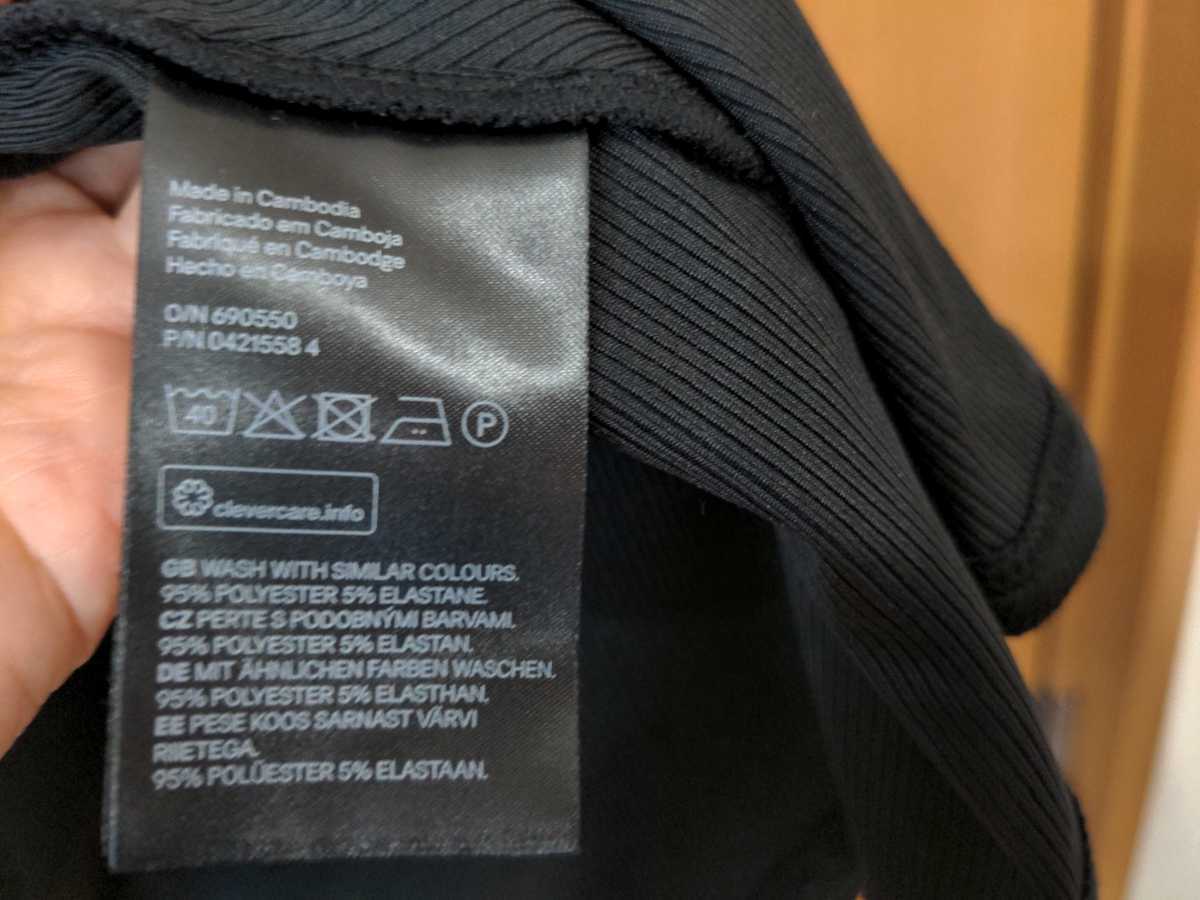 Made in Cambodia
Fabricado em Camboja
Fabriqué en Cambodge
Hecho en Camboya
O/N 690550
P/N 0421558 4
40 P
clevercare.info
GB WASH WITH SIMILAR COLOURS.
95% POLYESTER 5% ELASTANE.
CZ PERTE S PODOBNÝMI BARVAMI.
95% POLYESTER 5% ELASTAN.
DE MIT ÄHNLICHEN FARBEN WASCHEN.
95% POLYESTER 5% ELASTHAN.
EE PESE KOOS SARNAST VÄRVI
RIIETEGA.
95% POLÜESTER 5% ELASTAAN.